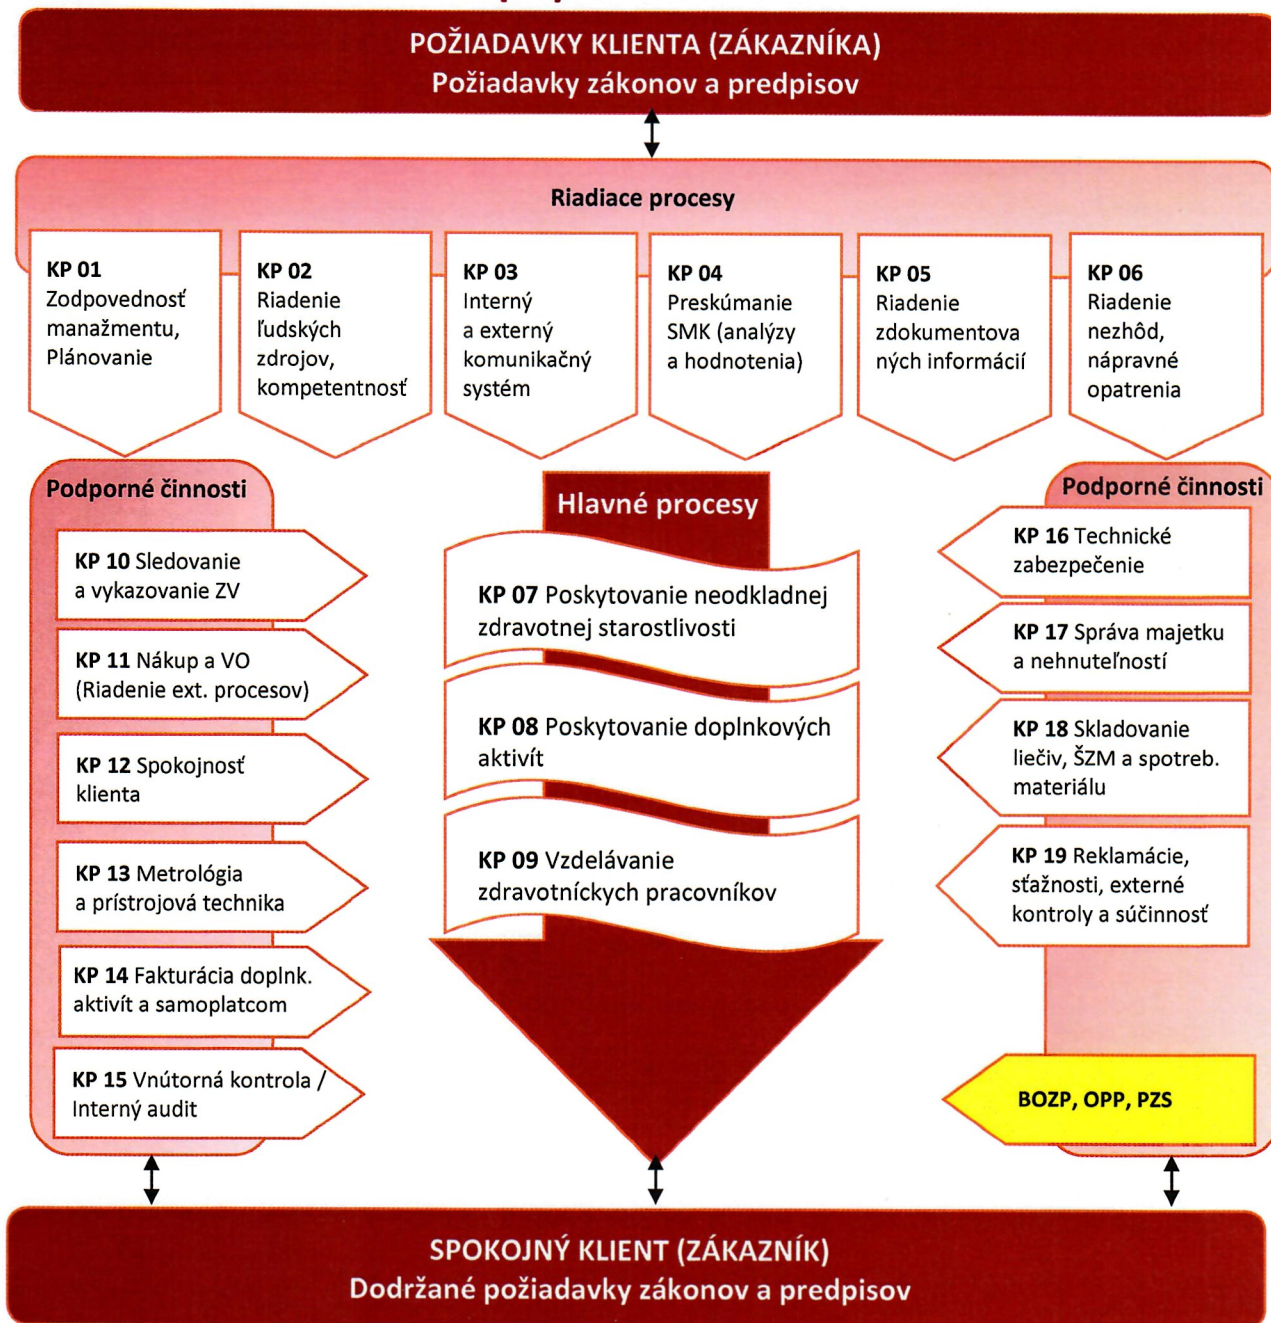 POŽIADAVKY KLIENTA (ZÁKAZNÍKA)
Požiadavky zákonov a predpisov
Riadiace procesy
KP 01
Zodpovednosť
manažmentu,
Plánovanie
KP 02
Riadenie
ľudských
zdrojov,
kompetentnosť
KP 03
Interný
a externý
komunikačný
systém
KP 04
Preskúmanie
SMK (analýzy
a hodnotenia)
KP 05
Riadenie
zdokumentova
ných informácií
KP 06
Riadenie
nezhôd,
nápravné
opatrenia
Podporné činnosti
KP 10 Sledovanie
a vykazovanie ZV
KP 11 Nákup a VO
(Riadenie ext. procesov)
KP 12 Spokojnosť
klienta
KP 13 Metrológia
a prístrojová technika
KP 14 Fakturácia doplnk.
aktivít a samoplatcom
KP 15 Vnútorná kontrola /
Interný audit
Hlavné procesy
KP 07 Poskytovanie neodkladnej
zdravotnej starostlivosti
KP 08 Poskytovanie doplnkových
aktivít
KP 09 Vzdelávanie
zdravotníckych pracovníkov
Podporné činnosti
KP 16 Technické
zabezpečenie
KP 17 Správa majetku
a nehnuteľností
KP 18 Skladovanie
liečiv, ŠZM a spotreb.
materiálu
KP 19 Reklamácie,
sťažnosti, externé
kontroly a súčinnosť
BOZP, OPP, PZS
SPOKOJNÝ KLIENT (ZÁKAZNÍK)
Dodržané požiadavky zákonov a predpisov